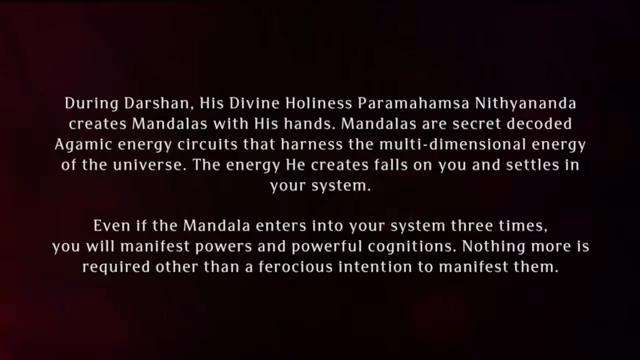 During Darshan, His Divine Holiness Paramahamsa Nithyananda
creates Mandalas with His hands. Mandalas are secret decoded
Agamic energy circuits that harness the multi-dimensional energy
of the universe. The energy He creates falls on you and settles in
your system.
Even if the Mandala enters into your system three times,
you will manifest powers and powerful cognitions. Nothing more is
required other than a ferocious intention to manifest them.